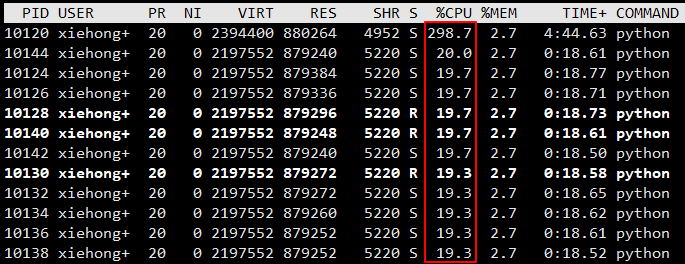 PID USER PR NI VIRT RES SHR S %CPU %MEM TIME+ COMMAND
10120 xiehong+ 20 0 2394400 880264 4952 S 298.7 2.7 4:44.63 python
10144 xiehong+ 20 0 2197552 879240 5220 S 20.0 2.7 0:18.61 python
10124 xiehong+ 20 0 2197552 879384 5220 S 19.7 2.7 0:18.77 python
10126 xiehong+ 20 0 2197552 879336 5220 S 19.7 2.7 0:18.71 python
10128 xiehong+ 20 0 2197552 879296 5220 R 19.7 2.7 0:18.73 python
10140 xiehong+ 20 0 2197552 879248 5220 R 19.7 2.7 0:18.61 python
10142 xiehong+ 20 0 2197552 879240 5220 S 19.7 2.7 0:18.50 python
10130 xiehong+ 20 0 2197552 879272 5220 R 19.3 2.7 0:18.58 python
10132 xiehong+ 20 0 2197552 879272 5220 S 19.3 2.7 0:18.65 python
10134 xiehong+ 20 0 2197552 879260 5220 S 19.3 2.7 0:18.62 python
10136 xiehong+ 20 0 2197552 879252 5220 S 19.3 2.7 0:18.61 python
10138 xiehong+ 20 0 2197552 879252 5220 S 19.3 2.7 0:18.52 python